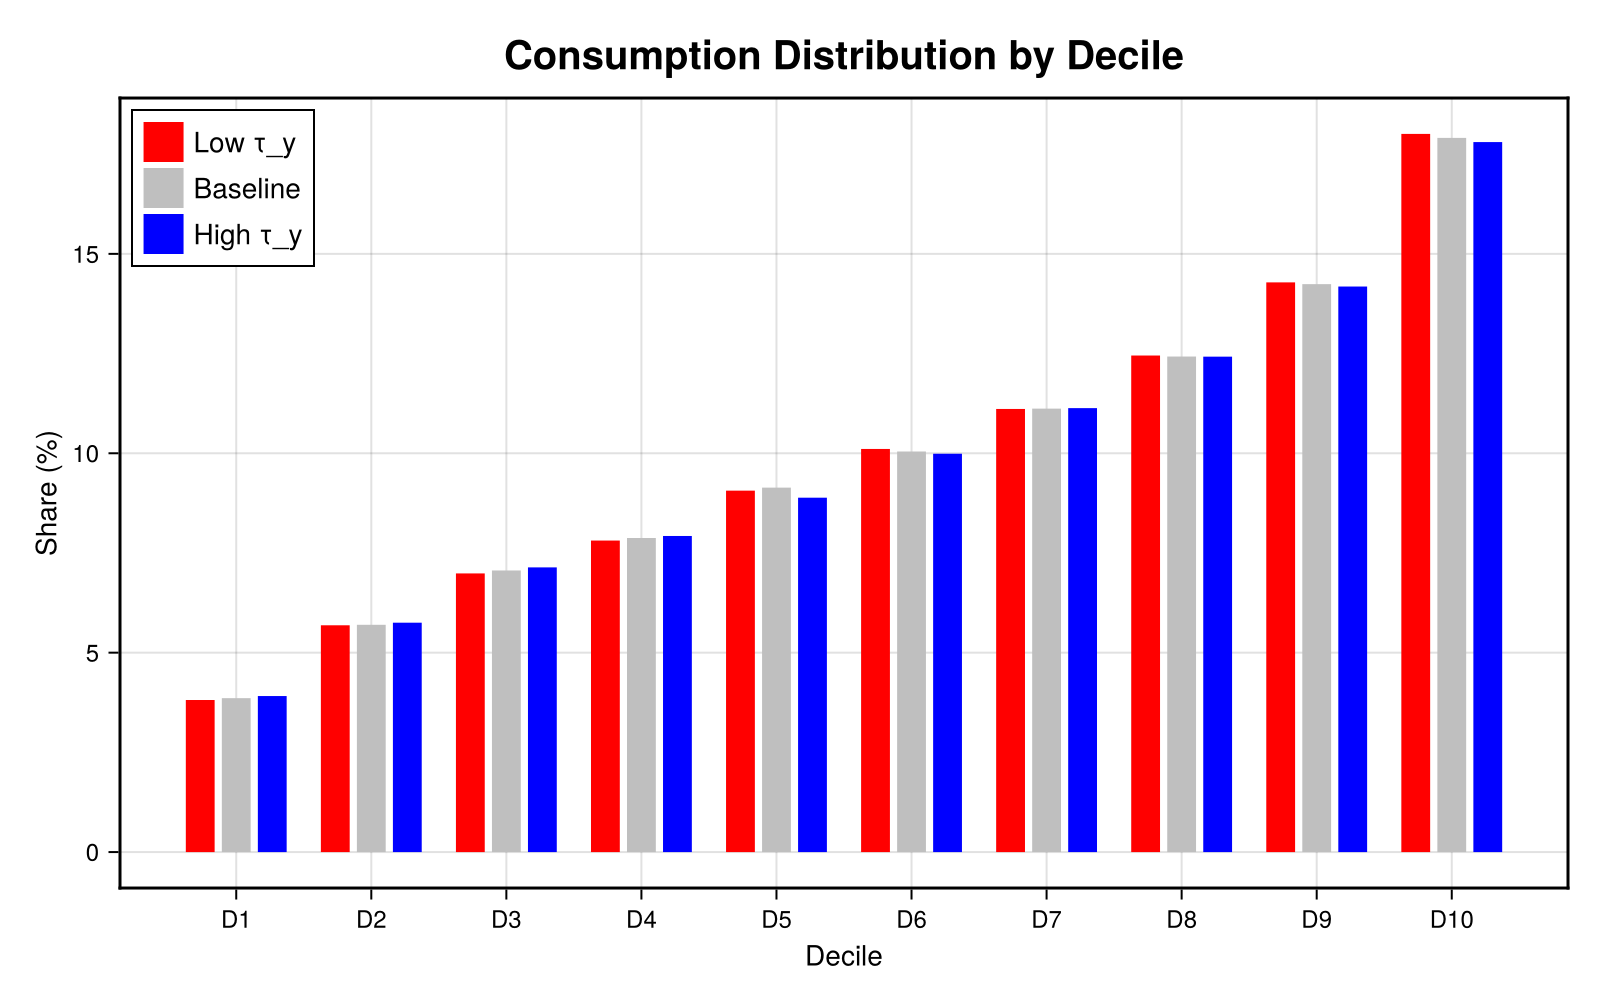 Consumption Distribution by Decile
Low τ_y
Baseline
High τ_y
Share (%)
15
10
5
0
D1 D2 D3 D4 D5 D6 D7 D8 D9 D10
Decile